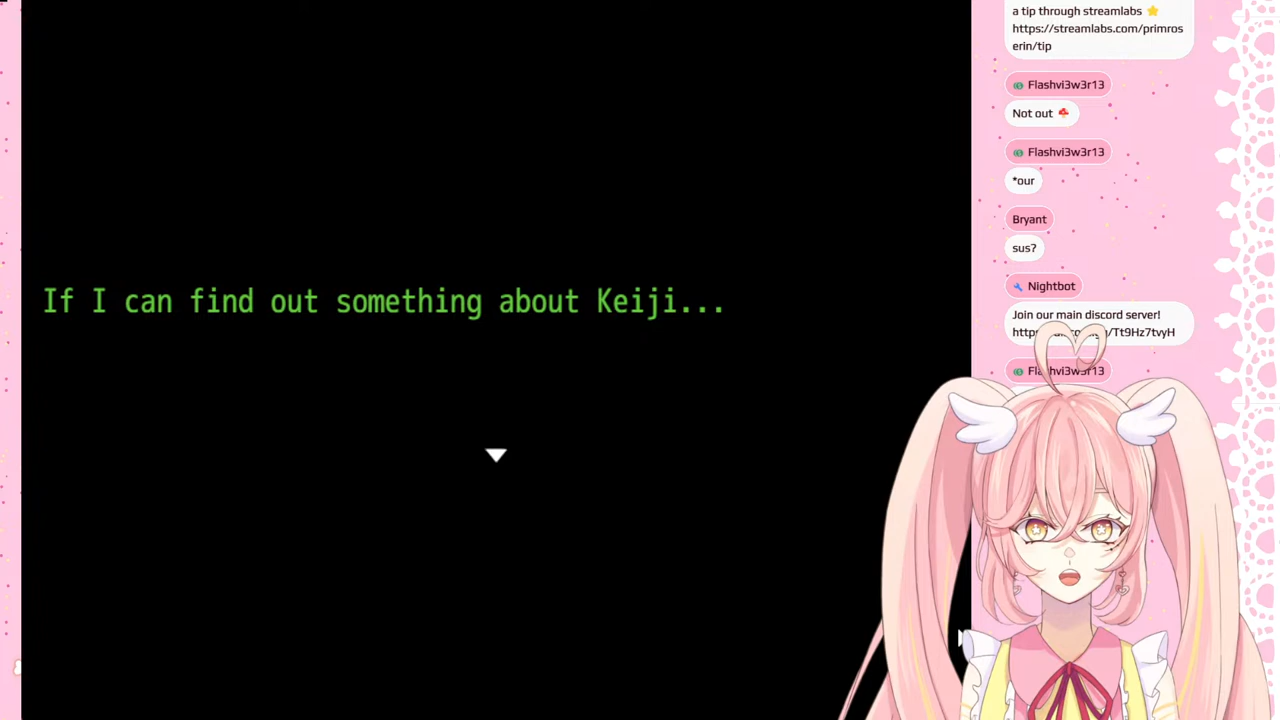 If I can find out something about Keiji...
a tip through streamlabs
https://streamlabs.com/primros
erin/tip
Flashvi3w3r13
Not out
Flashvi3w3r13
*our
Bryant
sus?
Nightbot
Join our main discord server!
Flashvi3w3r13